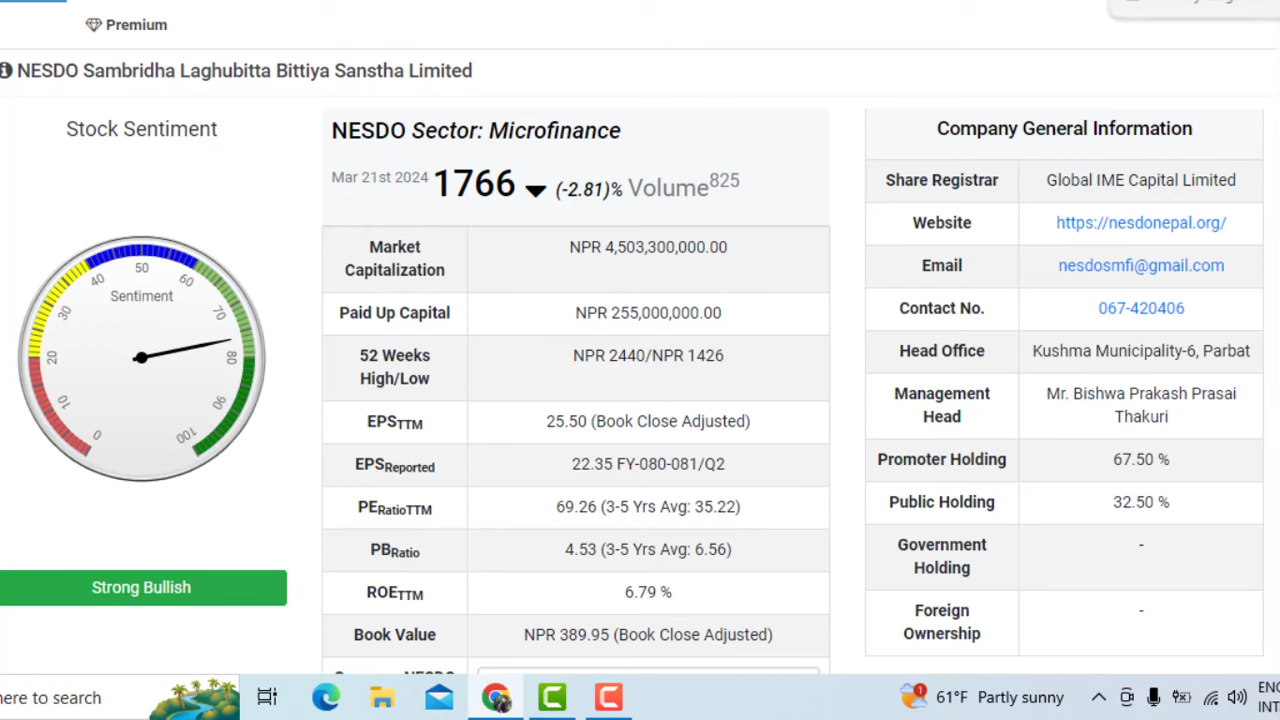 Premium
NESDO Sambridha Laghubitta Bittiya Sanstha Limited
Stock Sentiment
0
10
20
30
40
50
60
70
80
90
100
Sentiment
Strong Bullish
NESDO Sector: Microfinance
Mar 21st 2024 1766 (-2.81)% Volume 825
Market Capitalization NPR 4,503,300,000.00
Paid Up Capital NPR 255,000,000.00
52 Weeks High/Low NPR 2440/NPR 1426
EPSTTM 25.50 (Book Close Adjusted)
EPSReported 22.35 FY-080-081/Q2
PERatioTTM 69.26 (3-5 Yrs Avg: 35.22)
PBRatio 4.53 (3-5 Yrs Avg: 6.56)
ROETTM 6.79 %
Book Value NPR 389.95 (Book Close Adjusted)
Company General Information
Share Registrar Global IME Capital Limited
Website https://nesdonepal.org/
Email nesdosmfi@gmail.com
Contact No. 067-420406
Head Office Kushma Municipality-6, Parbat
Management Head Mr. Bishwa Prakash Prasai Thakuri
Promoter Holding 67.50 %
Public Holding 32.50 %
Government Holding -
Foreign Ownership -
here to search
1
61°F Partly sunny
ENG
INT